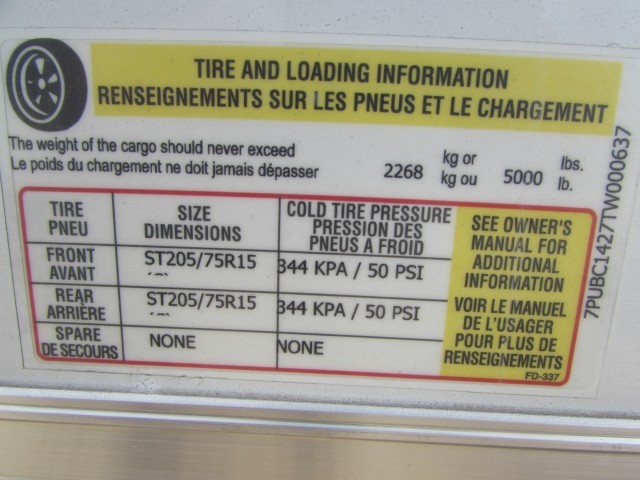 TIRE AND LOADING INFORMATION
RENSEIGNEMENTS SUR LES PNEUS ET LE CHARGEMENT
The weight of the cargo should never exceed
Le poids du chargement ne doit jamais dépasser
2268 kg or 5000 lbs.
kg ou lb.
TIRE
PNEU
SIZE
DIMENSIONS
COLD TIRE PRESSURE
PRESSION DES
PNEUS A FROID
FRONT
AVANT
ST205/75R15
344 KPA / 50 PSI
REAR
ARRIÈRE
ST205/75R15
344 KPA / 50 PSI
SPARE
DE SECOURS
NONE
NONE
SEE OWNER'S
MANUAL FOR
ADDITIONAL
INFORMATION
VOIR LE MANUEL
DE L'USAGER
POUR PLUS DE
RENSEIGNEMENTS
FD-337
7PUBC1427TW000637